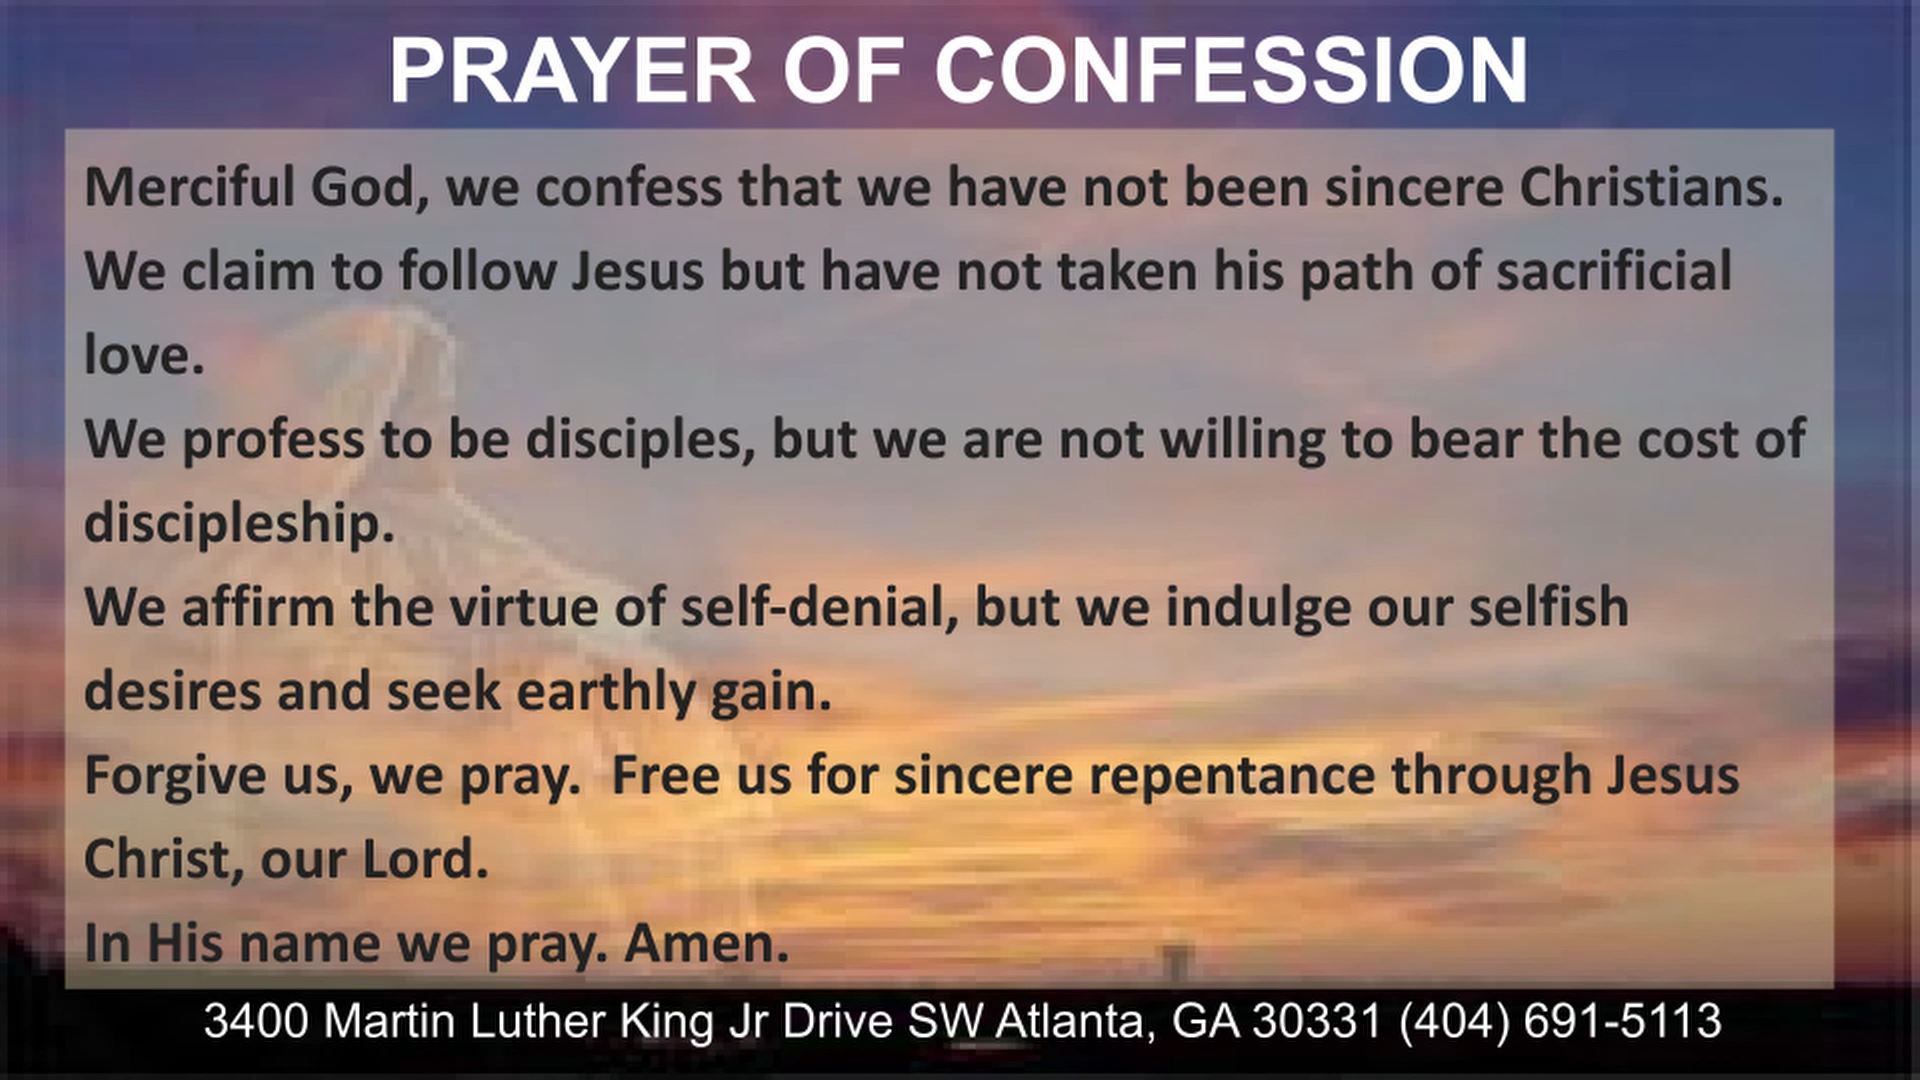 PRAYER OF CONFESSION
Merciful God, we confess that we have not been sincere Christians.
We claim to follow Jesus but have not taken his path of sacrificial
love.
We profess to be disciples, but we are not willing to bear the cost of
discipleship.
We affirm the virtue of self-denial, but we indulge our selfish
desires and seek earthly gain.
Forgive us, we pray.  Free us for sincere repentance through Jesus
Christ, our Lord.
In His name we pray. Amen.
3400 Martin Luther King Jr Drive SW Atlanta, GA 30331 (404) 691-5113